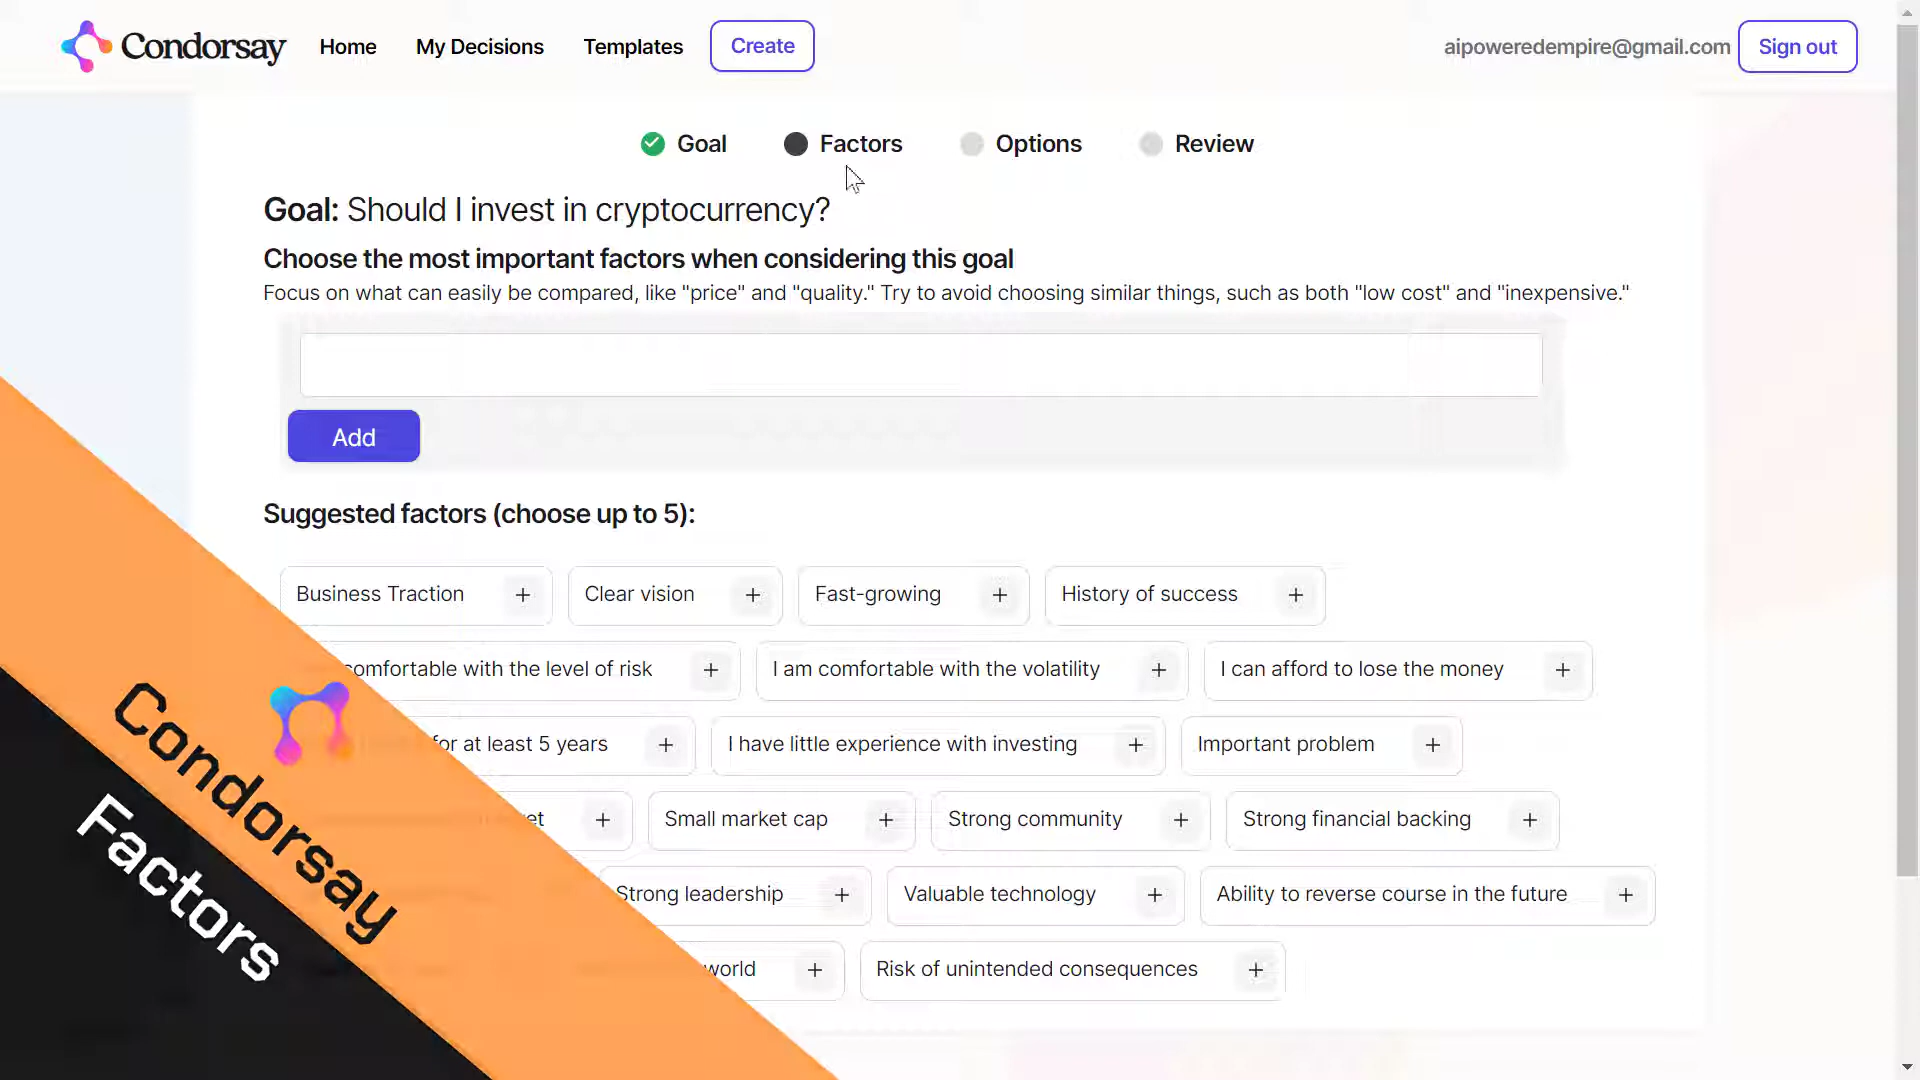 Condorsay Home My Decisions Templates Create aipoweredempire@gmail.com Sign out
Goal Factors Options Review
Goal: Should I invest in cryptocurrency?
Choose the most important factors when considering this goal
Focus on what can easily be compared, like "price" and "quality." Try to avoid choosing similar things, such as both "low cost" and "inexpensive."
Add
Suggested factors (choose up to 5):
Business Traction + Clear vision + Fast-growing + History of success +
comfortable with the level of risk + I am comfortable with the volatility + I can afford to lose the money +
for at least 5 years + I have little experience with investing + Important problem +
+ Small market cap + Strong community + Strong financial backing +
Strong leadership + Valuable technology + Ability to reverse course in the future +
world + Risk of unintended consequences +
Condorsay
Factors